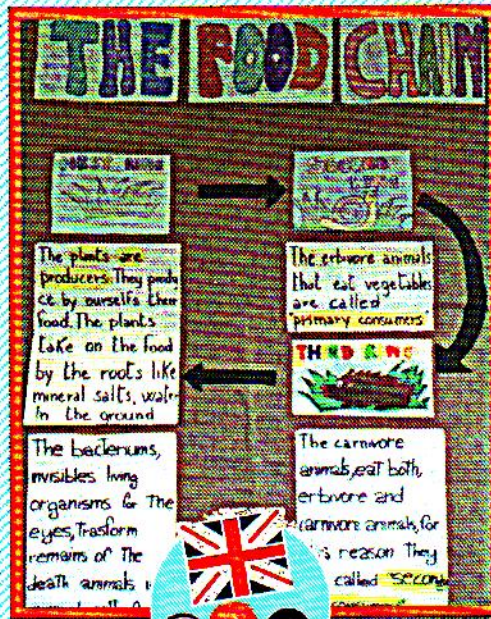 THE FOOD CHAIN
The plants are
producers. They produ
ce by ourselfs their
food. The plants
take on the food
by the roots like
mineral salts, water
in the ground
The erbivore animals
that eat vegetables
are called
"primary consumers"
THIRD RING
The carnivore
animals, eat both,
erbivore and
carnivore animals, for
reason they
called "second
The bacteriums,
invisibles living
organisms for the
eyes, trasform
remains of the
death animals